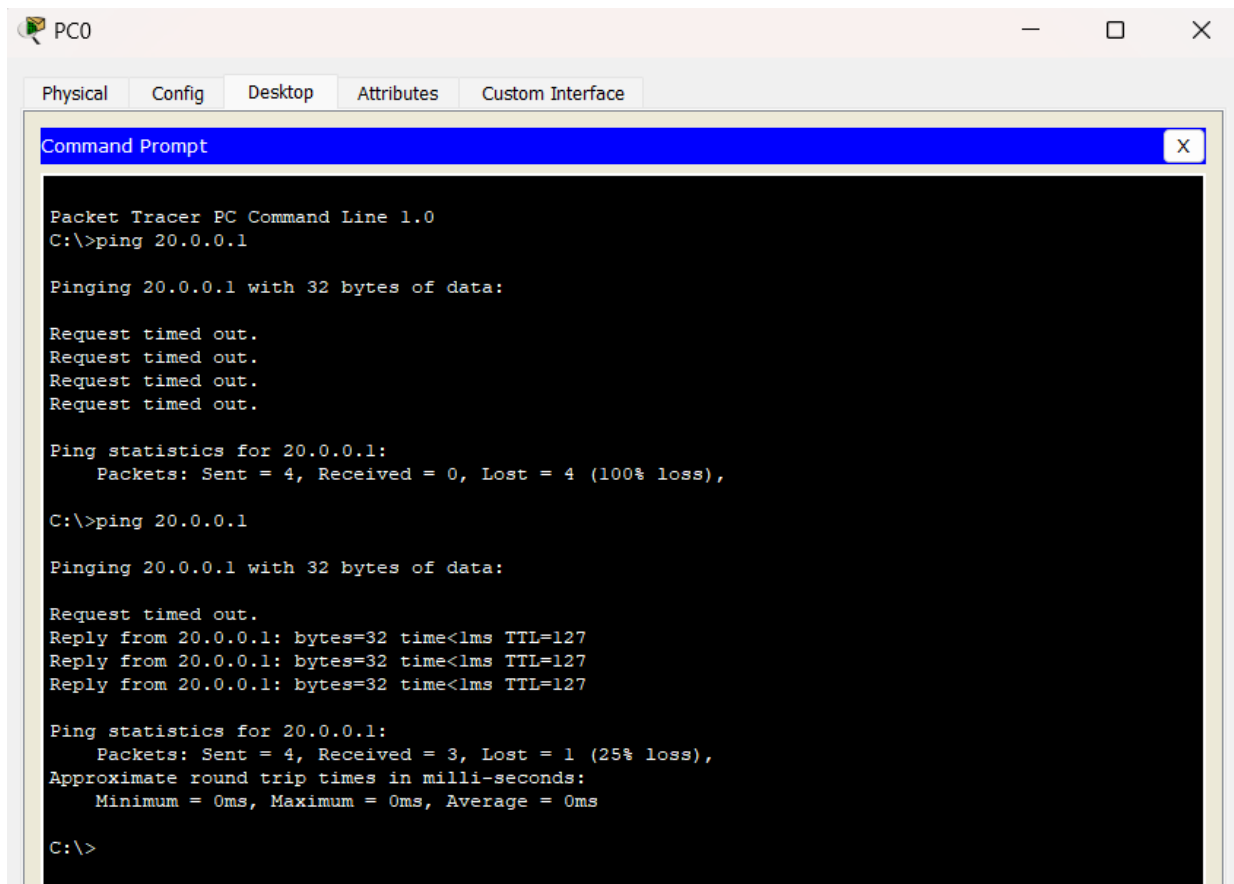 PC0
Physical Config Desktop Attributes Custom Interface
Command Prompt X
Packet Tracer PC Command Line 1.0
C:\>ping 20.0.0.1
Pinging 20.0.0.1 with 32 bytes of data:
Request timed out.
Request timed out.
Request timed out.
Request timed out.
Ping statistics for 20.0.0.1:
Packets: Sent = 4, Received = 0, Lost = 4 (100% loss),
C:\>ping 20.0.0.1
Pinging 20.0.0.1 with 32 bytes of data:
Request timed out.
Reply from 20.0.0.1: bytes=32 time<1ms TTL=127
Reply from 20.0.0.1: bytes=32 time<1ms TTL=127
Reply from 20.0.0.1: bytes=32 time<1ms TTL=127
Ping statistics for 20.0.0.1:
Packets: Sent = 4, Received = 3, Lost = 1 (25% loss),
Approximate round trip times in milli-seconds:
Minimum = 0ms, Maximum = 0ms, Average = 0ms
C:\>